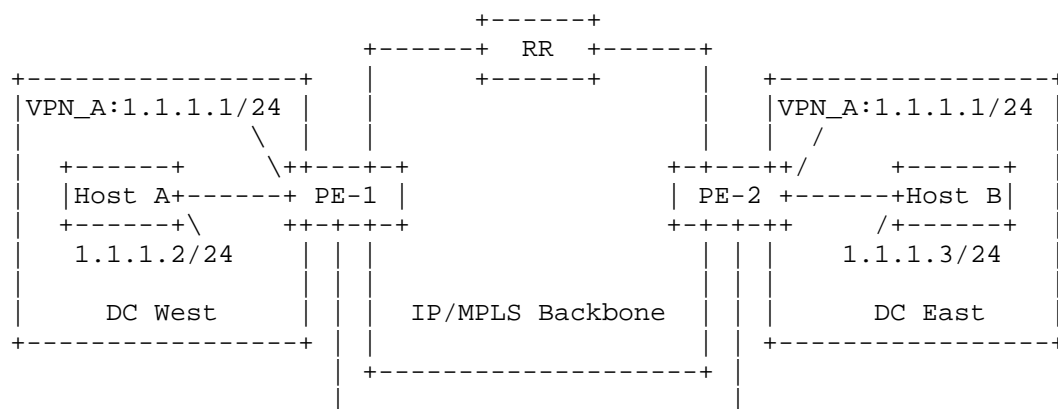 RR
VPN_A:1.1.1.1/24 VPN_A:1.1.1.1/24
Host A PE-1 PE-2 Host B
1.1.1.2/24 1.1.1.3/24
DC West IP/MPLS Backbone DC East